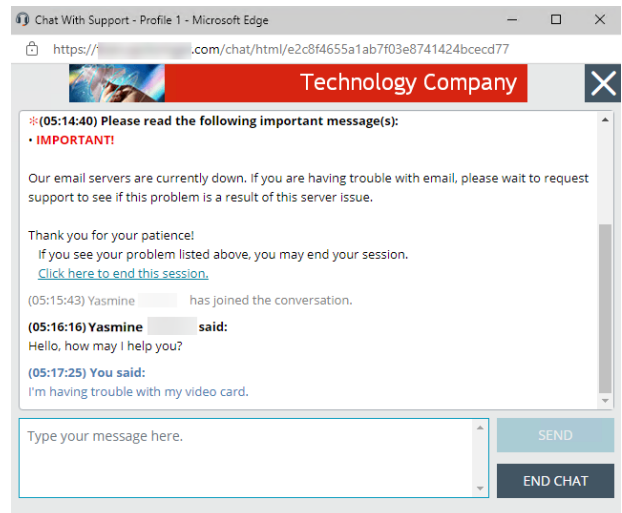 Chat With Support - Profile 1 - Microsoft Edge
https:// .com/chat/html/e2c8f4655a1ab7f03e8741424bcecd77
Technology Company
※(05:14:40) Please read the following important message(s):
• IMPORTANT!
Our email servers are currently down. If you are having trouble with email, please wait to request
support to see if this problem is a result of this server issue.
Thank you for your patience!
If you see your problem listed above, you may end your session.
Click here to end this session.
(05:15:43) Yasmine has joined the conversation.
(05:16:16) Yasmine said:
Hello, how may I help you?
(05:17:25) You said:
I'm having trouble with my video card.
Type your message here.
SEND
END CHAT